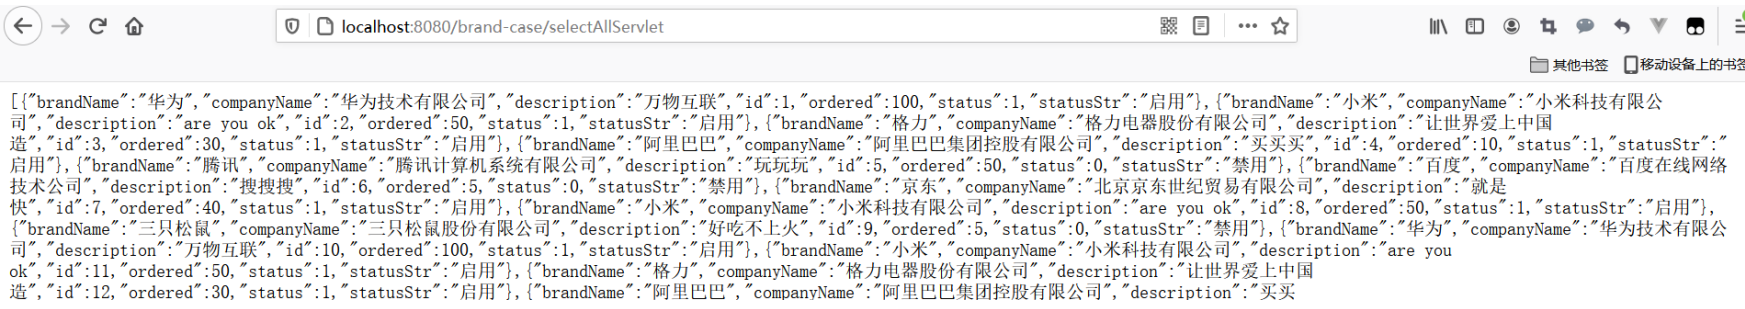 localhost:8080/brand-case/selectAllServlet
其他书签 移动设备上的书签
[{"brandName":"华为","companyName":"华为技术有限公司","description":"万物互联","id":1,"ordered":100,"status":1,"statusStr":"启用"},{"brandName":"小米","companyName":"小米科技有限公
司","description":"are you ok","id":2,"ordered":50,"status":1,"statusStr":"启用"},{"brandName":"格力","companyName":"格力电器股份有限公司","description":"让世界爱上中国
造","id":3,"ordered":30,"status":1,"statusStr":"启用"},{"brandName":"阿里巴巴","companyName":"阿里巴巴集团控股有限公司","description":"买买买","id":4,"ordered":10,"status":1,"statusStr":"
启用"},{"brandName":"腾讯","companyName":"腾讯计算机系统有限公司","description":"玩玩玩","id":5,"ordered":50,"status":0,"statusStr":"禁用"},{"brandName":"百度","companyName":"百度在线网络
技术公司","description":"搜搜搜","id":6,"ordered":5,"status":0,"statusStr":"禁用"},{"brandName":"京东","companyName":"北京京东世纪贸易有限公司","description":"就是
快","id":7,"ordered":40,"status":1,"statusStr":"启用"},{"brandName":"小米","companyName":"小米科技有限公司","description":"are you ok","id":8,"ordered":50,"status":1,"statusStr":"启用"},
{"brandName":"三只松鼠","companyName":"三只松鼠股份有限公司","description":"好吃不上火","id":9,"ordered":5,"status":0,"statusStr":"禁用"},{"brandName":"华为","companyName":"华为技术有限公
司","description":"万物互联","id":10,"ordered":100,"status":1,"statusStr":"启用"},{"brandName":"小米","companyName":"小米科技有限公司","description":"are you
ok","id":11,"ordered":50,"status":1,"statusStr":"启用"},{"brandName":"格力","companyName":"格力电器股份有限公司","description":"让世界爱上中国
造","id":12,"ordered":30,"status":1,"statusStr":"启用"},{"brandName":"阿里巴巴","companyName":"阿里巴巴集团控股有限公司","description":"买买